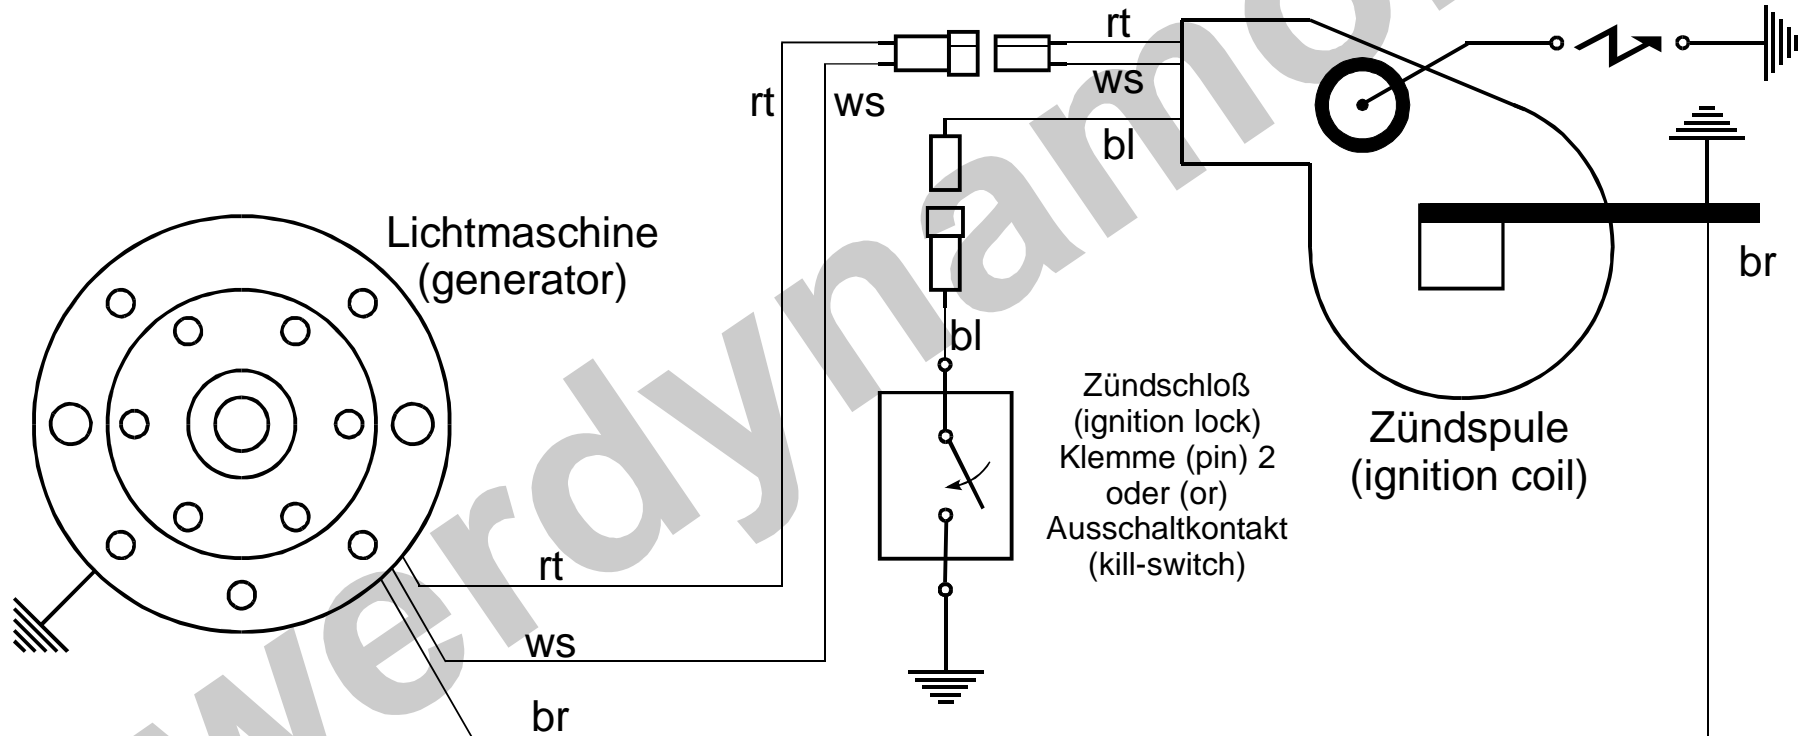 rt
ws
rt
ws
bl
Lichtmaschine
(generator)
br
bl
Zündschloß
(ignition lock)
Klemme (pin) 2
oder (or)
Ausschaltkontakt
(kill-switch)
Zündspule
(ignition coil)
rt
ws
br
werdynamo